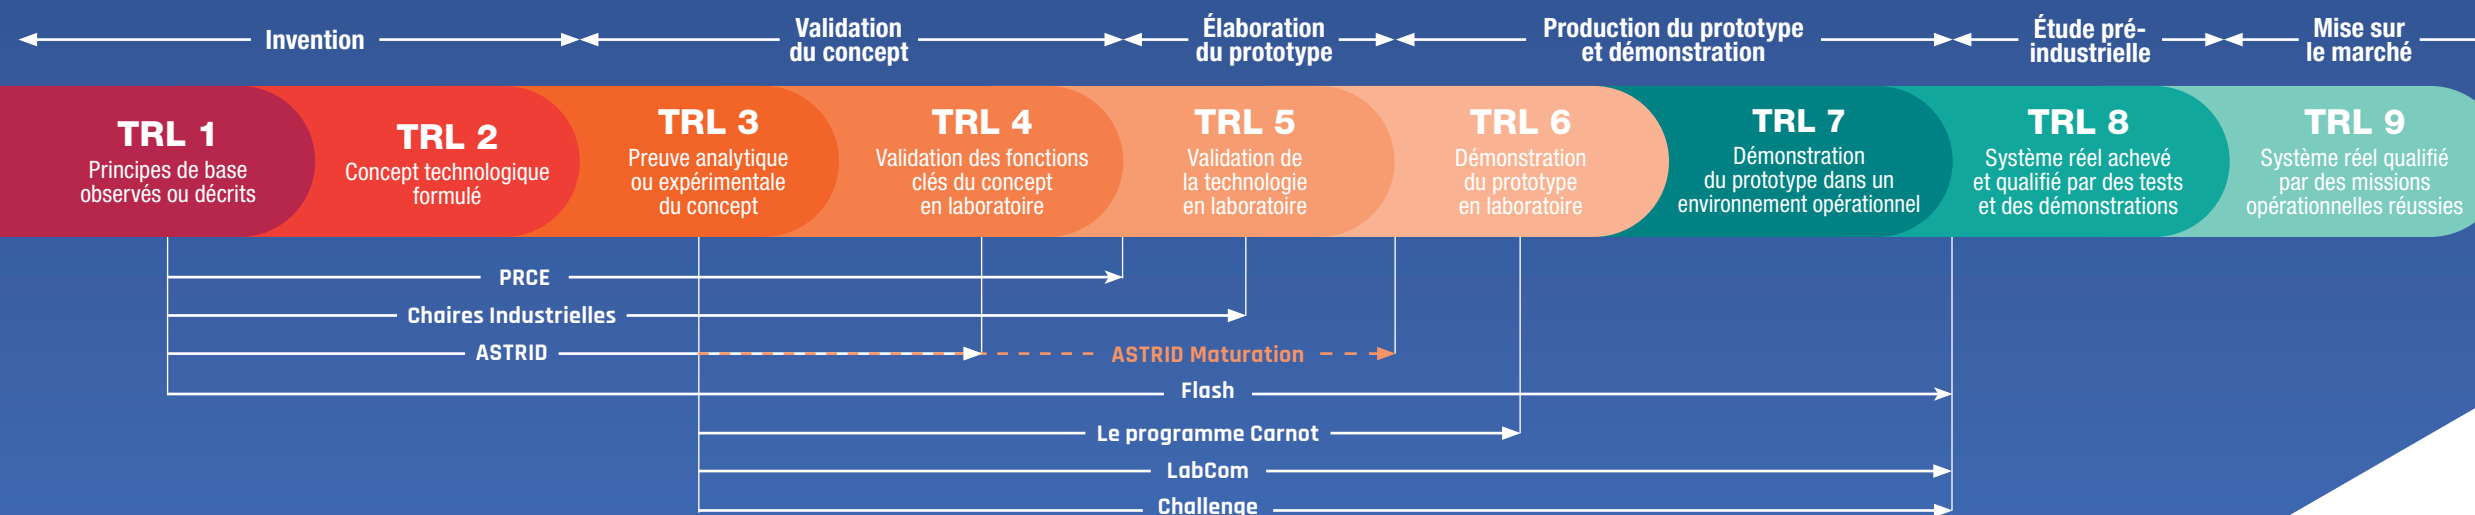 Invention
Validation
du concept
Élaboration
du prototype
Production du prototype
et démonstration
Étude pré-
industrielle
Mise sur
le marché
TRL 1
Principes de base
observés ou décrits
TRL 2
Concept technologique
formulé
TRL 3
Preuve analytique
ou expérimentale
du concept
TRL 4
Validation des fonctions
clés du concept
en laboratoire
TRL 5
Validation de
la technologie
en laboratoire
TRL 6
Démonstration
du prototype
en laboratoire
TRL 7
Démonstration
du prototype dans un
environnement opérationnel
TRL 8
Système réel achevé
et qualifié par des tests
et des démonstrations
TRL 9
Système réel qualifié
par des missions
opérationnelles réussies
PRCE
Chaires Industrielles
ASTRID
ASTRID Maturation
Flash
Le programme Carnot
LabCom
Challenge